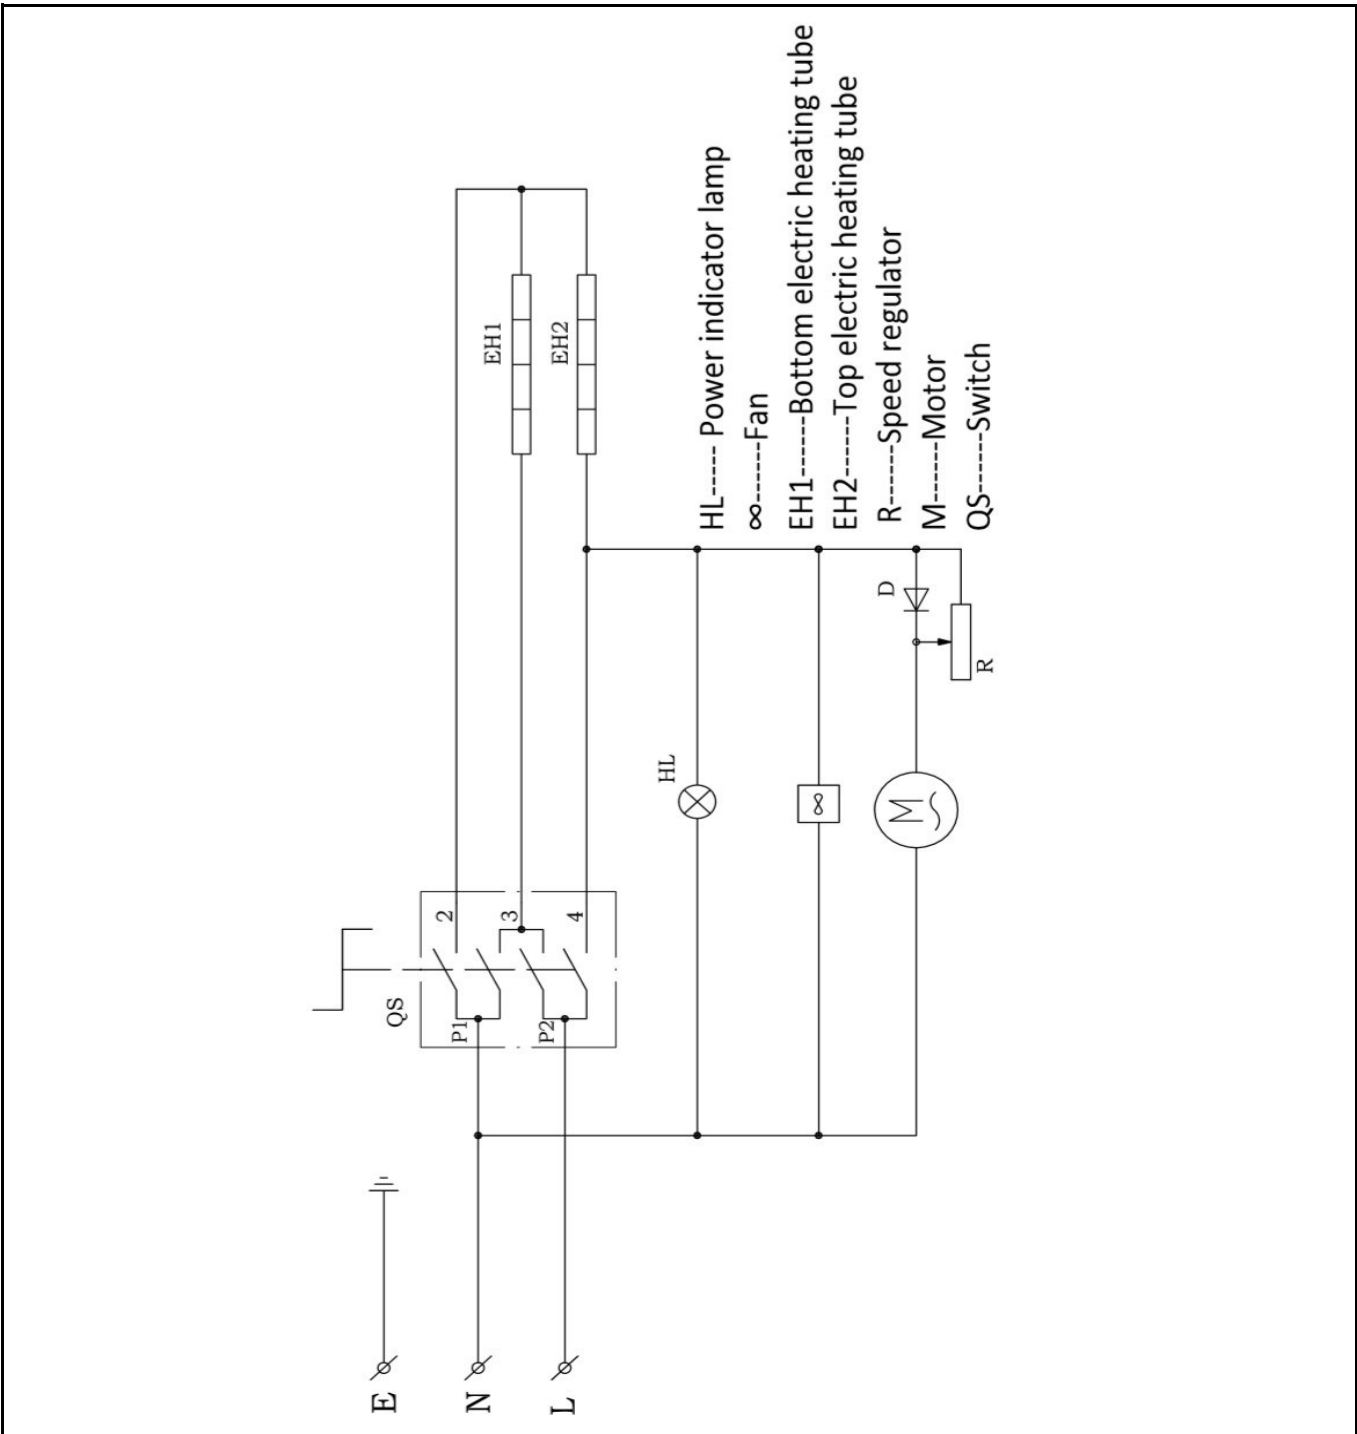 E
N
L
QS
P1
P2
2
3
4
EH1
EH2
HL
∞
M
D
R
HL----- Power indicator lamp
∞-------Fan
EH1------Bottom electric heating tube
EH2------Top electric heating tube
R------Speed regulator
M-------Motor
QS-------Switch